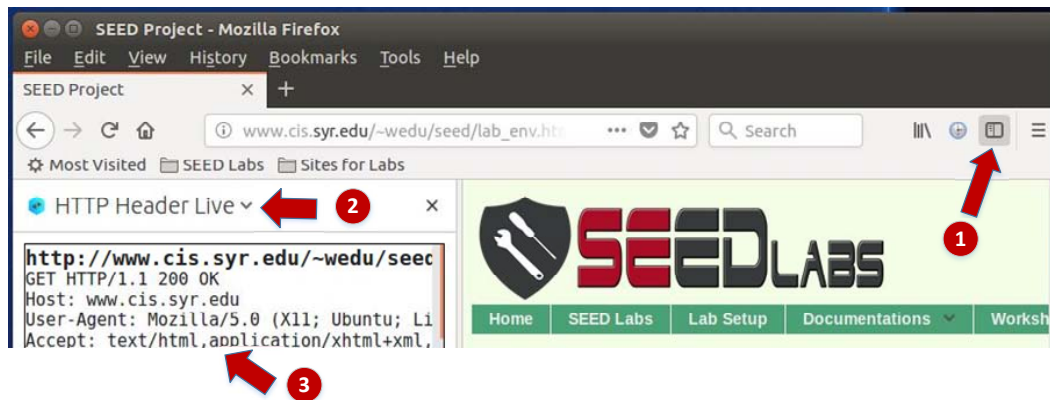 SEED Project - Mozilla Firefox
File Edit View History Bookmarks Tools Help
SEED Project
www.cis.syr.edu/~wedu/seed/lab_env.ht
Search
Most Visited SEED Labs Sites for Labs
1
HTTP Header Live
2
http://www.cis.syr.edu/~wedu/seed
GET HTTP/1.1 200 OK
Host: www.cis.syr.edu
User-Agent: Mozilla/5.0 (X11; Ubuntu; Li
Accept: text/html,application/xhtml+xml,
3
SEEDLABS
Home SEED Labs Lab Setup Documentations Worksh